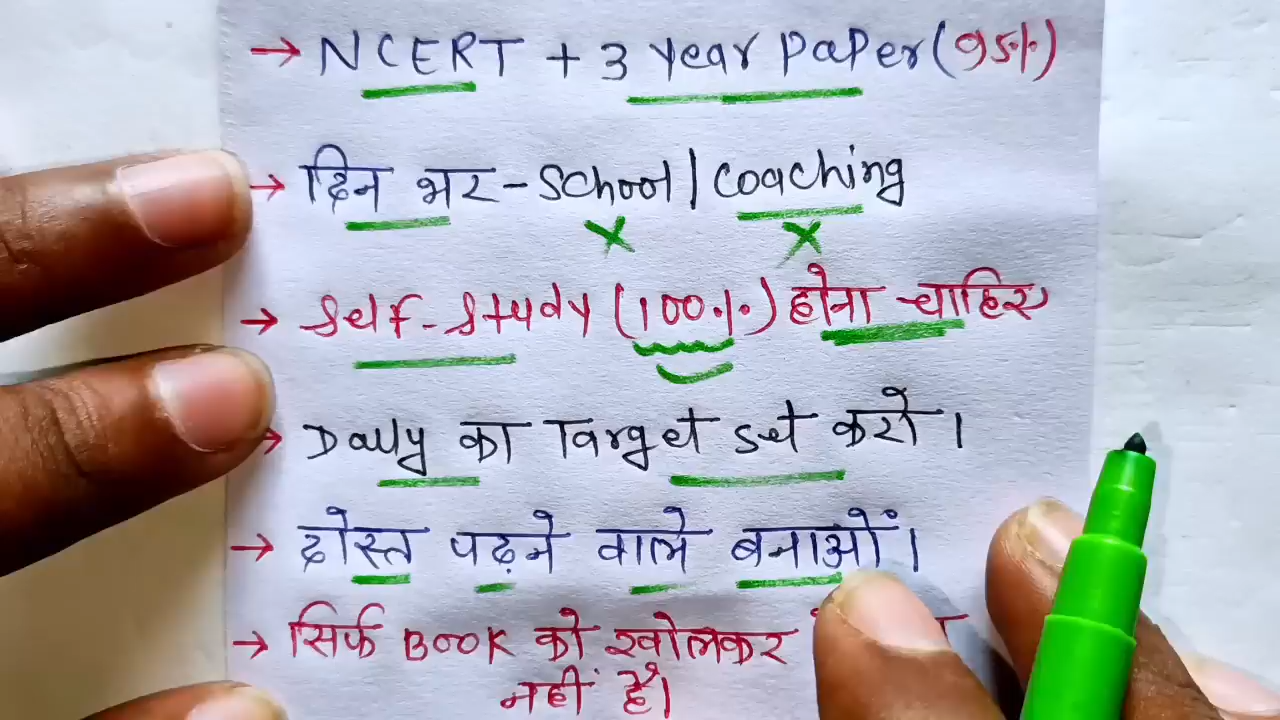 → NCERT + 3 year paper (95%)
→ दिन भर - School | Coaching
× ×
→ Self-Study (100%) होना चाहिए
→ Daily का Target set करो।
→ दोस्त पढ़ने वाले बनाओं।
→ सिर्फ BOOK को खोलकर
नहीं है।